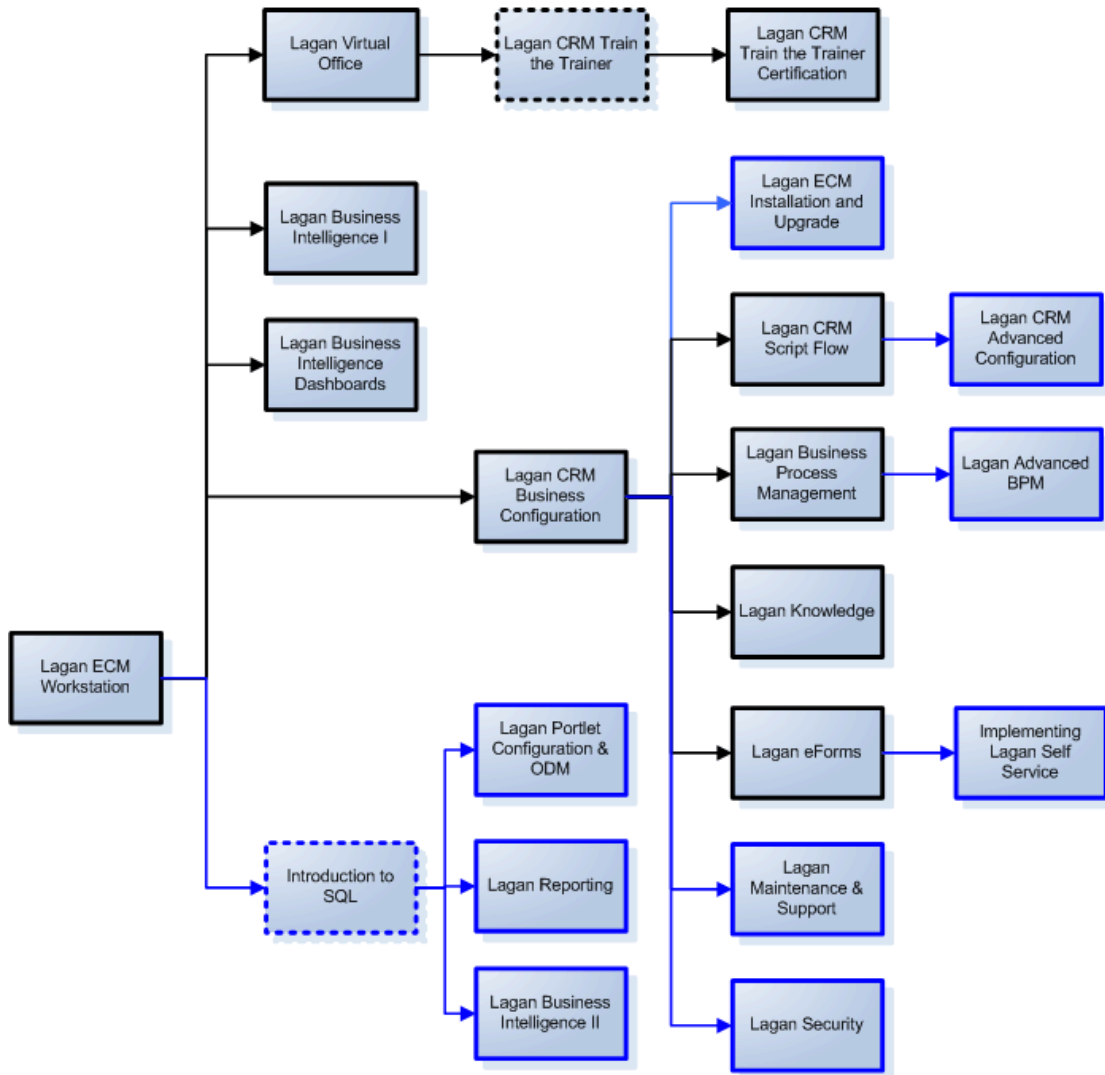 Lagan Virtual
Office
Lagan CRM Train
the Trainer
Lagan CRM
Train the Trainer
Certification
Lagan ECM
Installation and
Upgrade
Lagan Business
Intelligence I
Lagan CRM
Script Flow
Lagan CRM
Advanced
Configuration
Lagan Business
Intelligence
Dashboards
Lagan CRM
Business
Configuration
Lagan Business
Process
Management
Lagan Advanced
BPM
Lagan Knowledge
Lagan ECM
Workstation
Lagan Portlet
Configuration &
ODM
Lagan eForms
Implementing
Lagan Self
Service
Introduction to
SQL
Lagan Reporting
Lagan
Maintenance &
Support
Lagan Business
Intelligence II
Lagan Security